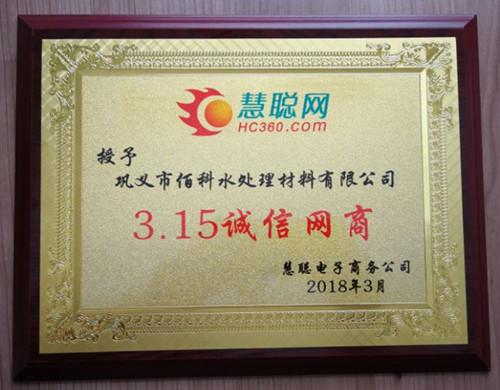 慧聪网
HC360.com
授予
巩义市佰科水处理材料有限公司
3.15诚信网商
慧聪电子商务公司
2018年3月